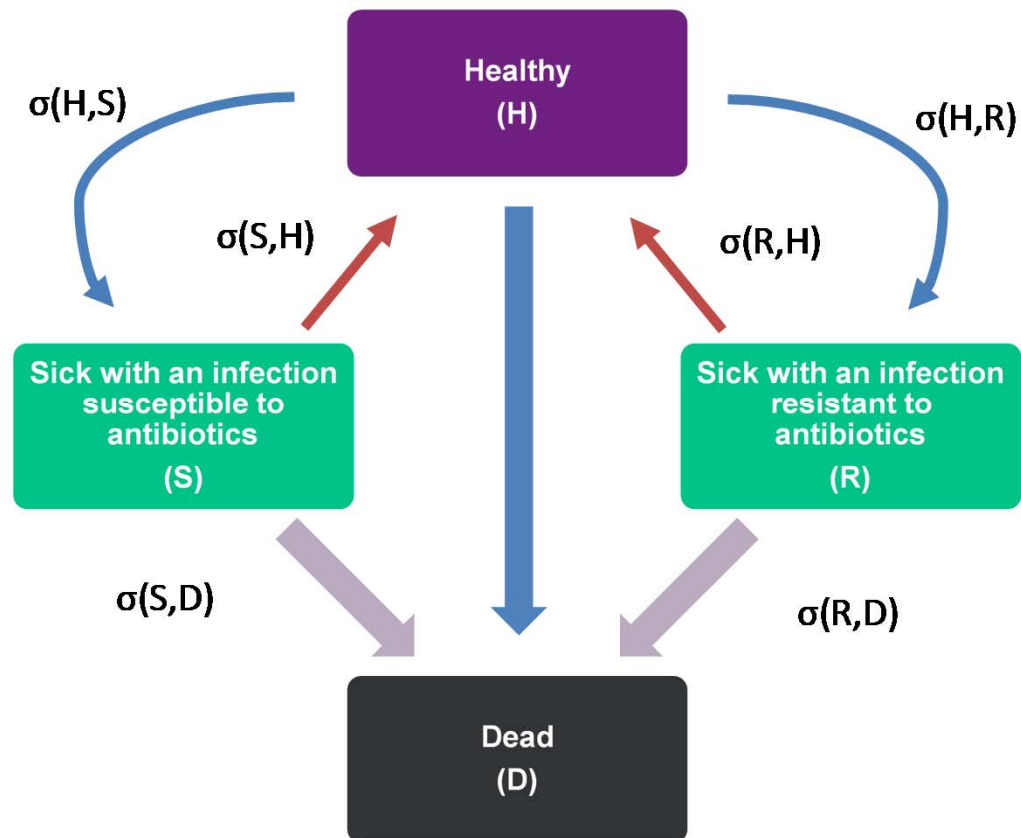 Healthy
(H)
σ(H,S)
σ(H,R)
σ(S,H)
σ(R,H)
Sick with an infection
susceptible to
antibiotics
(S)
Sick with an infection
resistant to
antibiotics
(R)
σ(S,D)
σ(R,D)
Dead
(D)